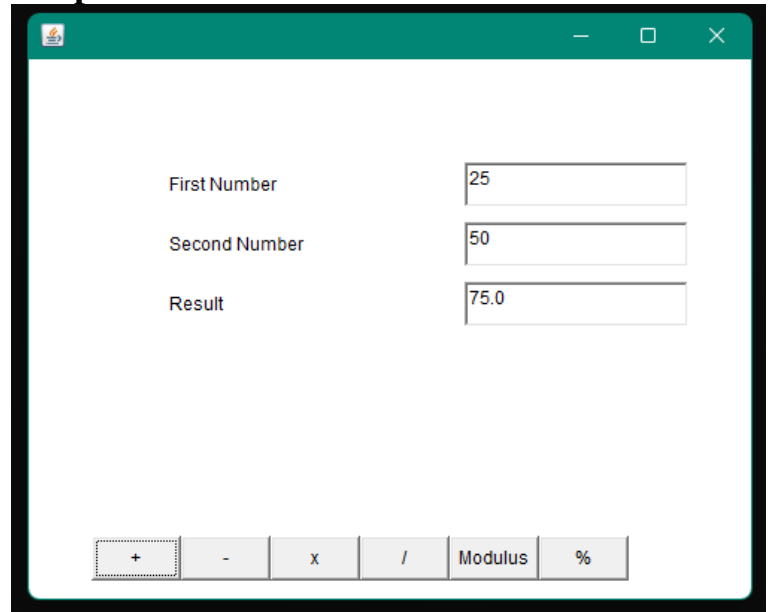 First Number 25
Second Number 50
Result 75.0
+ - x / Modulus %